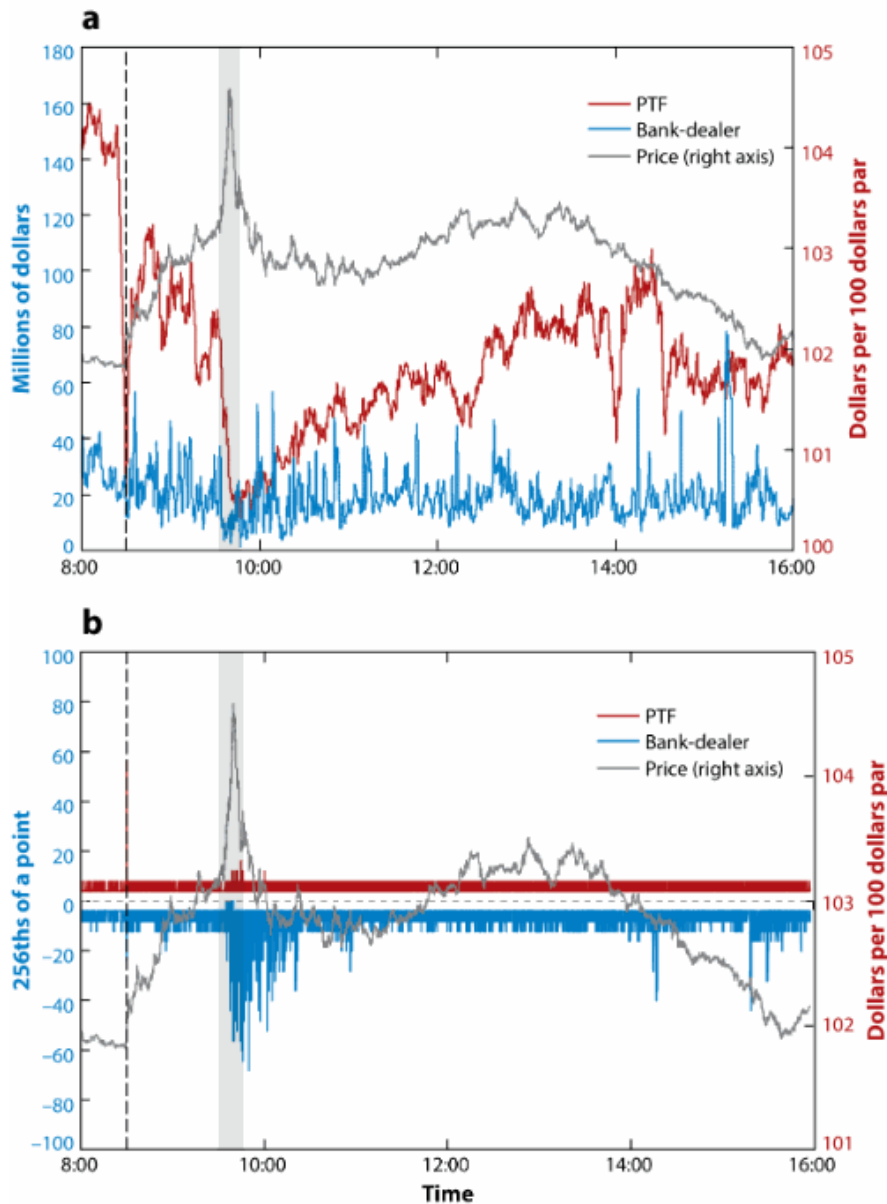 a
180
160
140
120
100
80
60
40
20
0
Millions of dollars
105
104
103
102
101
100
Dollars per 100 dollars par
PTF
Bank-dealer
Price (right axis)
8:00 10:00 12:00 14:00 16:00
b
100
80
60
40
20
0
–10
–20
–40
–60
–80
–100
256ths of a point
105
104
103
102
101
Dollars per 100 dollars par
PTF
Bank-dealer
Price (right axis)
8:00 10:00 12:00 14:00 16:00
Time